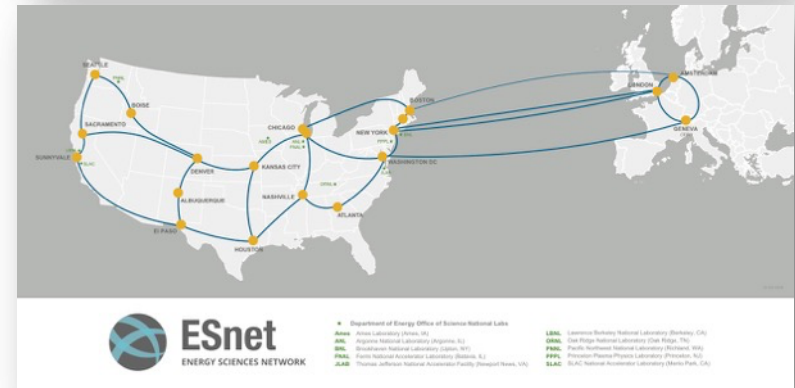 SEATTLE
PNNL
BOISE
SACRAMENTO
SUNNYVALE
SLAC
DENVER
ALBUQUERQUE
El PASO
HOUSTON
KANSAS CITY
AMES
CHICAGO
ANL
FNAL
NASHVILLE
ORNL
ATLANTA
BOSTON
NEW YORK
BNL
PPPL
WASHINGTON DC
JLAB
LONDON
AMSTERDAM
GENEVA
ESnet
ENERGY SCIENCES NETWORK
Department of Energy Office of Science National Labs
Ames Ames Laboratory (Ames, IA)
ANL Argonne National Laboratory (Argonne, IL)
BNL Brookhaven National Laboratory (Upton, NY)
FNAL Fermi National Accelerator Laboratory (Batavia, IL)
JLAB Thomas Jefferson National Accelerator Facility (Newport News, VA)
LBNL Lawrence Berkeley National Laboratory (Berkeley, CA)
ORNL Oak Ridge National Laboratory (Oak Ridge, TN)
PNNL Pacific Northwest National Laboratory (Richland, WA)
PPPL Princeton Plasma Physics Laboratory (Princeton, NJ)
SLAC SLAC National Accelerator Laboratory (Menlo Park, CA)